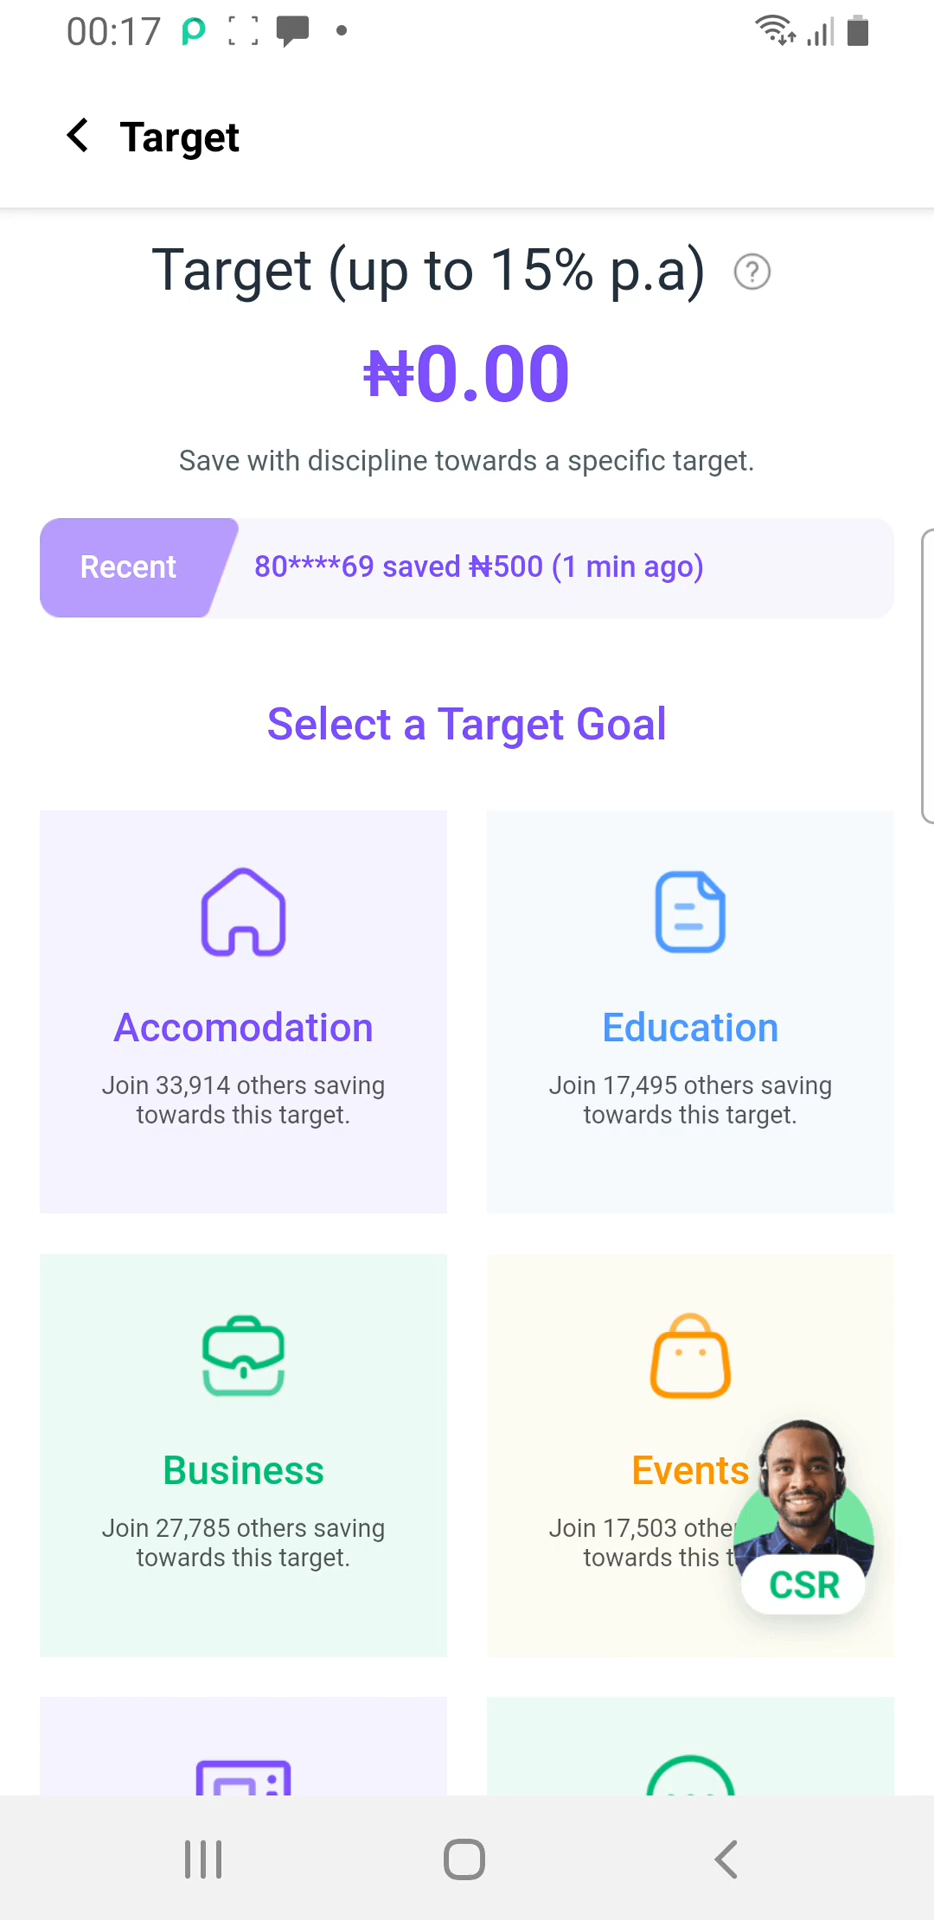 00:17
Target
Target (up to 15% p.a) ?
₦0.00
Save with discipline towards a specific target.
Recent
80****69 saved ₦500 (1 min ago)
Select a Target Goal
Accomodation
Join 33,914 others saving
towards this target.
Education
Join 17,495 others saving
towards this target.
Business
Join 27,785 others saving
towards this target.
Events
Join 17,503
towards this
CSR